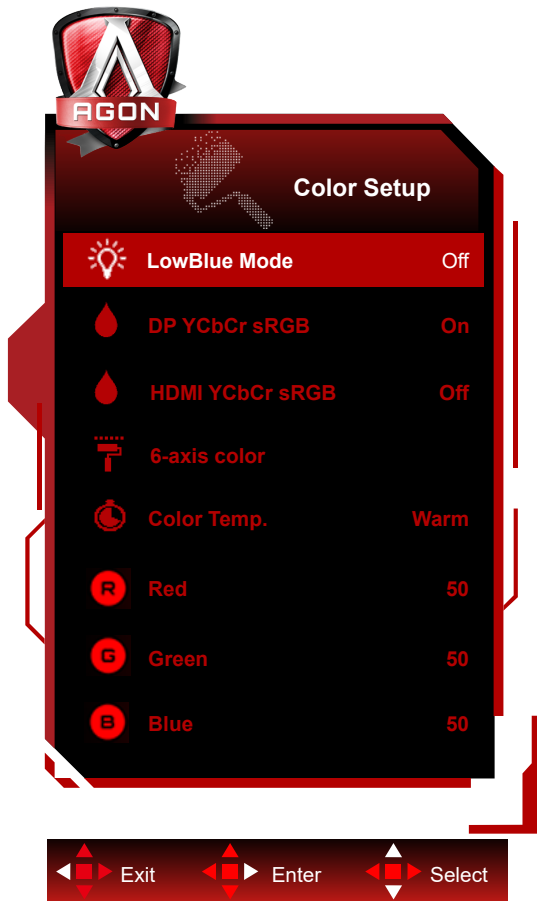 AGON
Color Setup
LowBlue Mode Off
DP YCbCr sRGB On
HDMI YCbCr sRGB Off
6-axis color
Color Temp. Warm
R Red 50
G Green 50
B Blue 50
Exit Enter Select